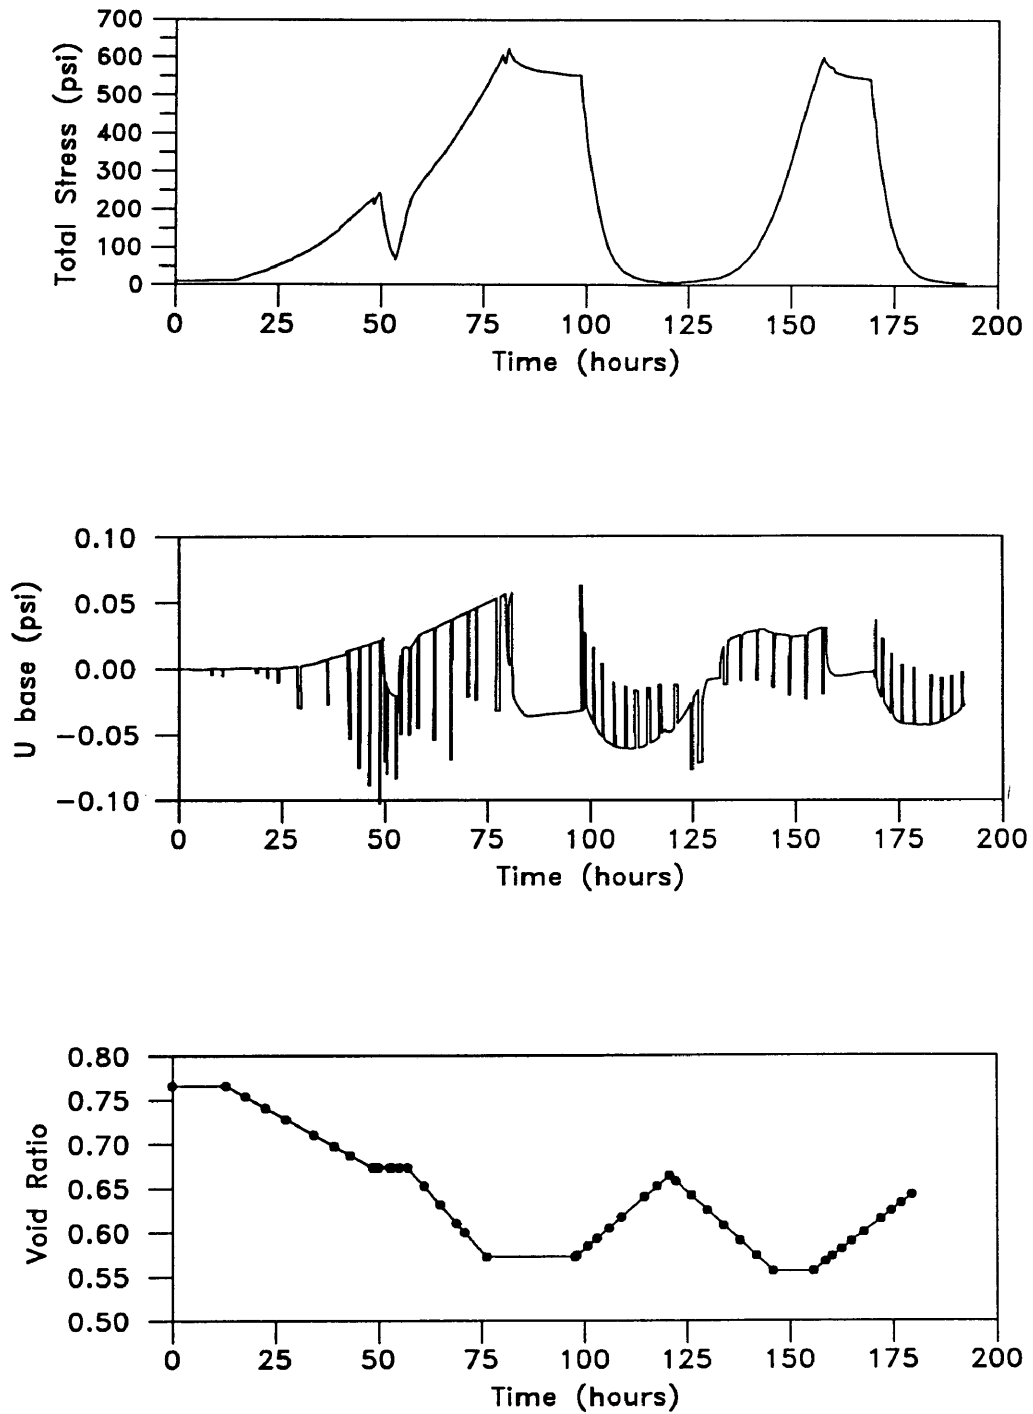 700
600
500
400
300
200
100
0
Total Stress (psi)
0 25 50 75 100 125 150 175 200
Time (hours)
0.10
0.05
0.00
−0.05
−0.10
U base (psi)
0 25 50 75 100 125 150 175 200
Time (hours)
0.80
0.75
0.70
0.65
0.60
0.55
0.50
Void Ratio
0 25 50 75 100 125 150 175 200
Time (hours)